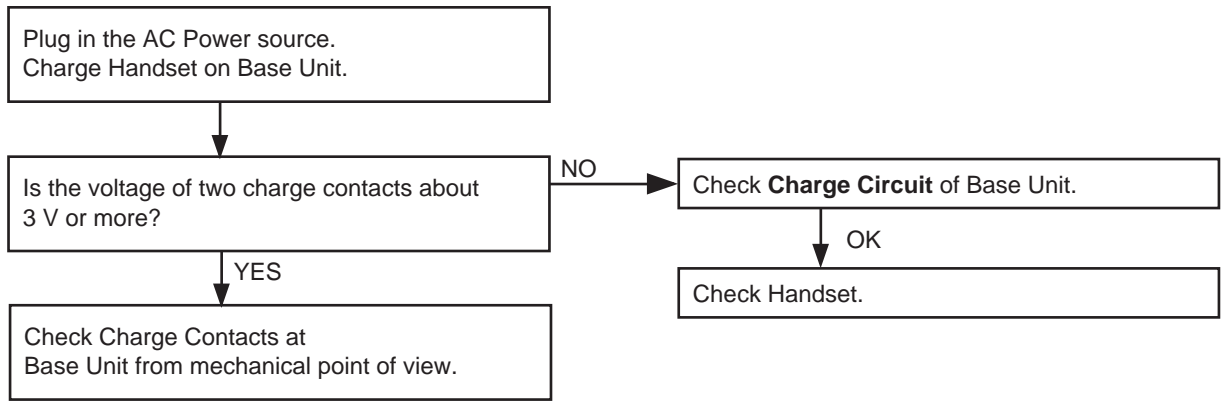 Plug in the AC Power source.
Charge Handset on Base Unit.
Is the voltage of two charge contacts about
3 V or more?
NO
Check Charge Circuit of Base Unit.
OK
Check Handset.
YES
Check Charge Contacts at
Base Unit from mechanical point of view.